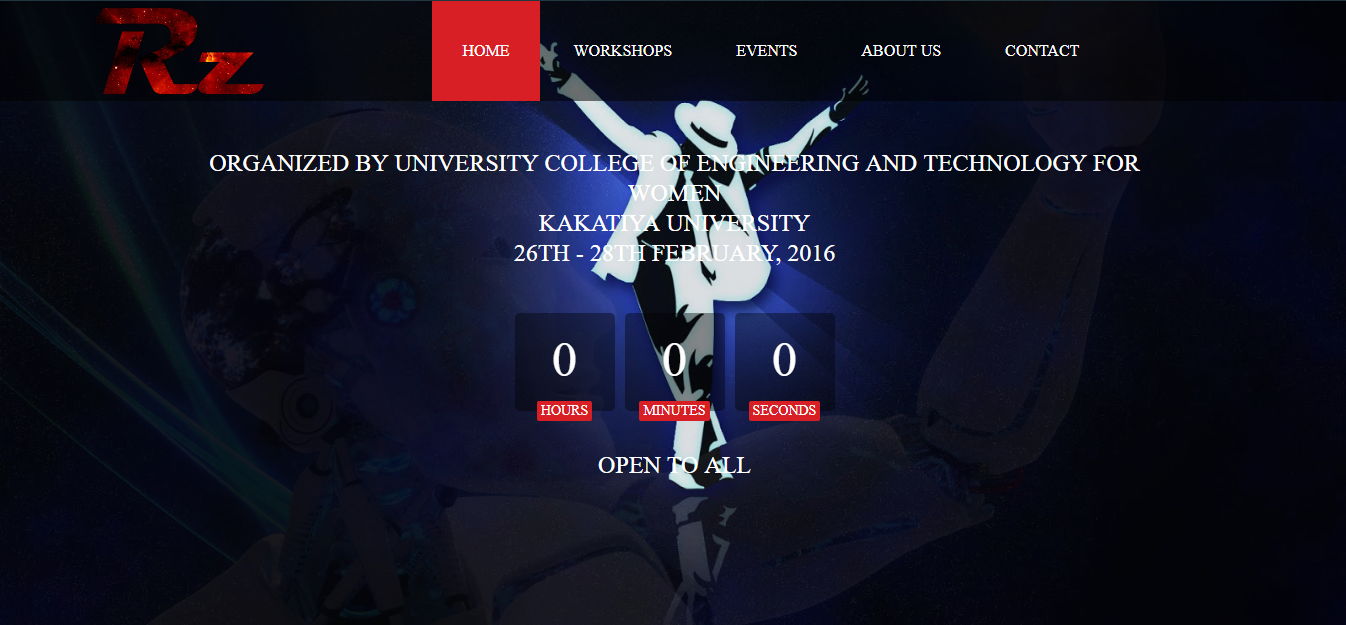 Rz
HOME WORKSHOPS EVENTS ABOUT US CONTACT
ORGANIZED BY UNIVERSITY COLLEGE OF ENGINEERING AND TECHNOLOGY FOR
WOMEN
KAKATIYA UNIVERSITY
26TH - 28TH FEBRUARY, 2016
0 0 0
HOURS MINUTES SECONDS
OPEN TO ALL